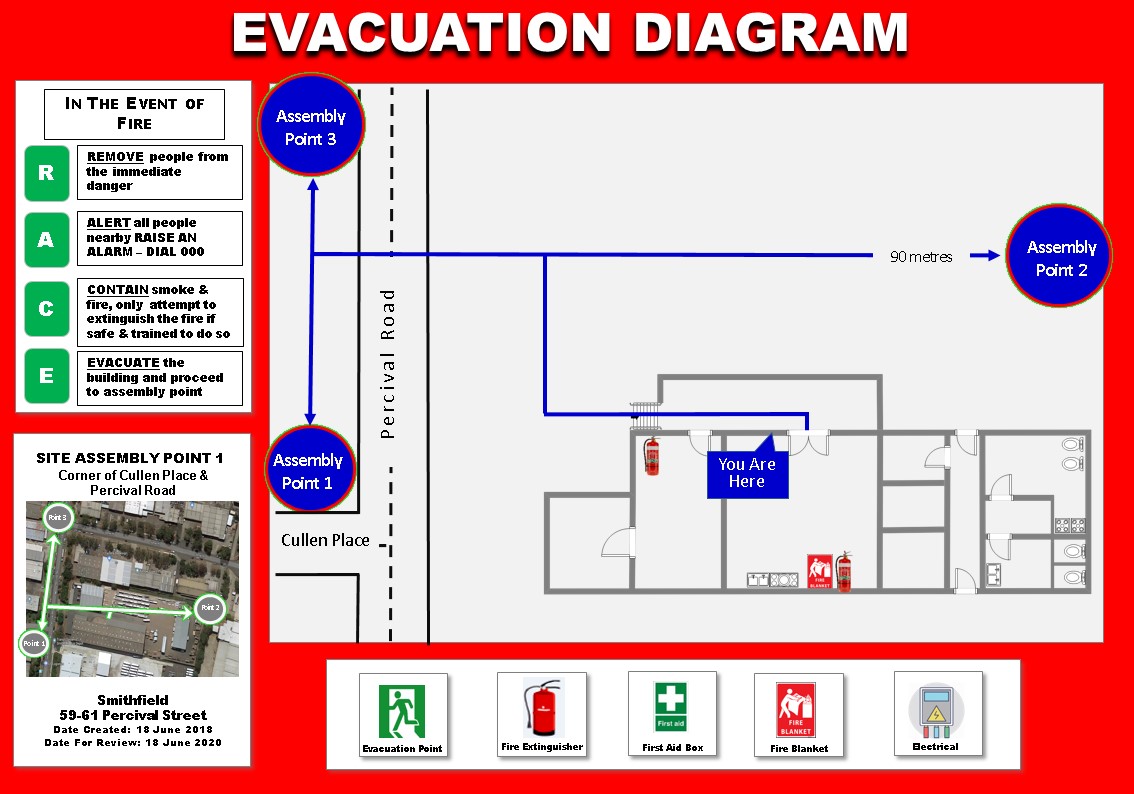 EVACUATION DIAGRAM
IN THE EVENT OF
FIRE
R
REMOVE people from
the immediate
danger
A
ALERT all people
nearby RAISE AN
ALARM – DIAL 000
C
CONTAIN smoke &
fire, only attempt to
extinguish the fire if
safe & trained to do so
E
EVACUATE the
building and proceed
to assembly point
SITE ASSEMBLY POINT 1
Corner of Cullen Place &
Percival Road
Point 3
Point 2
Point 1
Smithfield
59-61 Percival Street
Date Created: 18 June 2018
Date For Review: 18 June 2020
Assembly
Point 3
90 metres
Assembly
Point 2
Percival Road
Assembly
Point 1
Cullen Place
You Are
Here
FIRE
BLANKET
Evacuation Point
Fire Extinguisher
First aid
First Aid Box
FIRE
BLANKET
Fire Blanket
Electrical